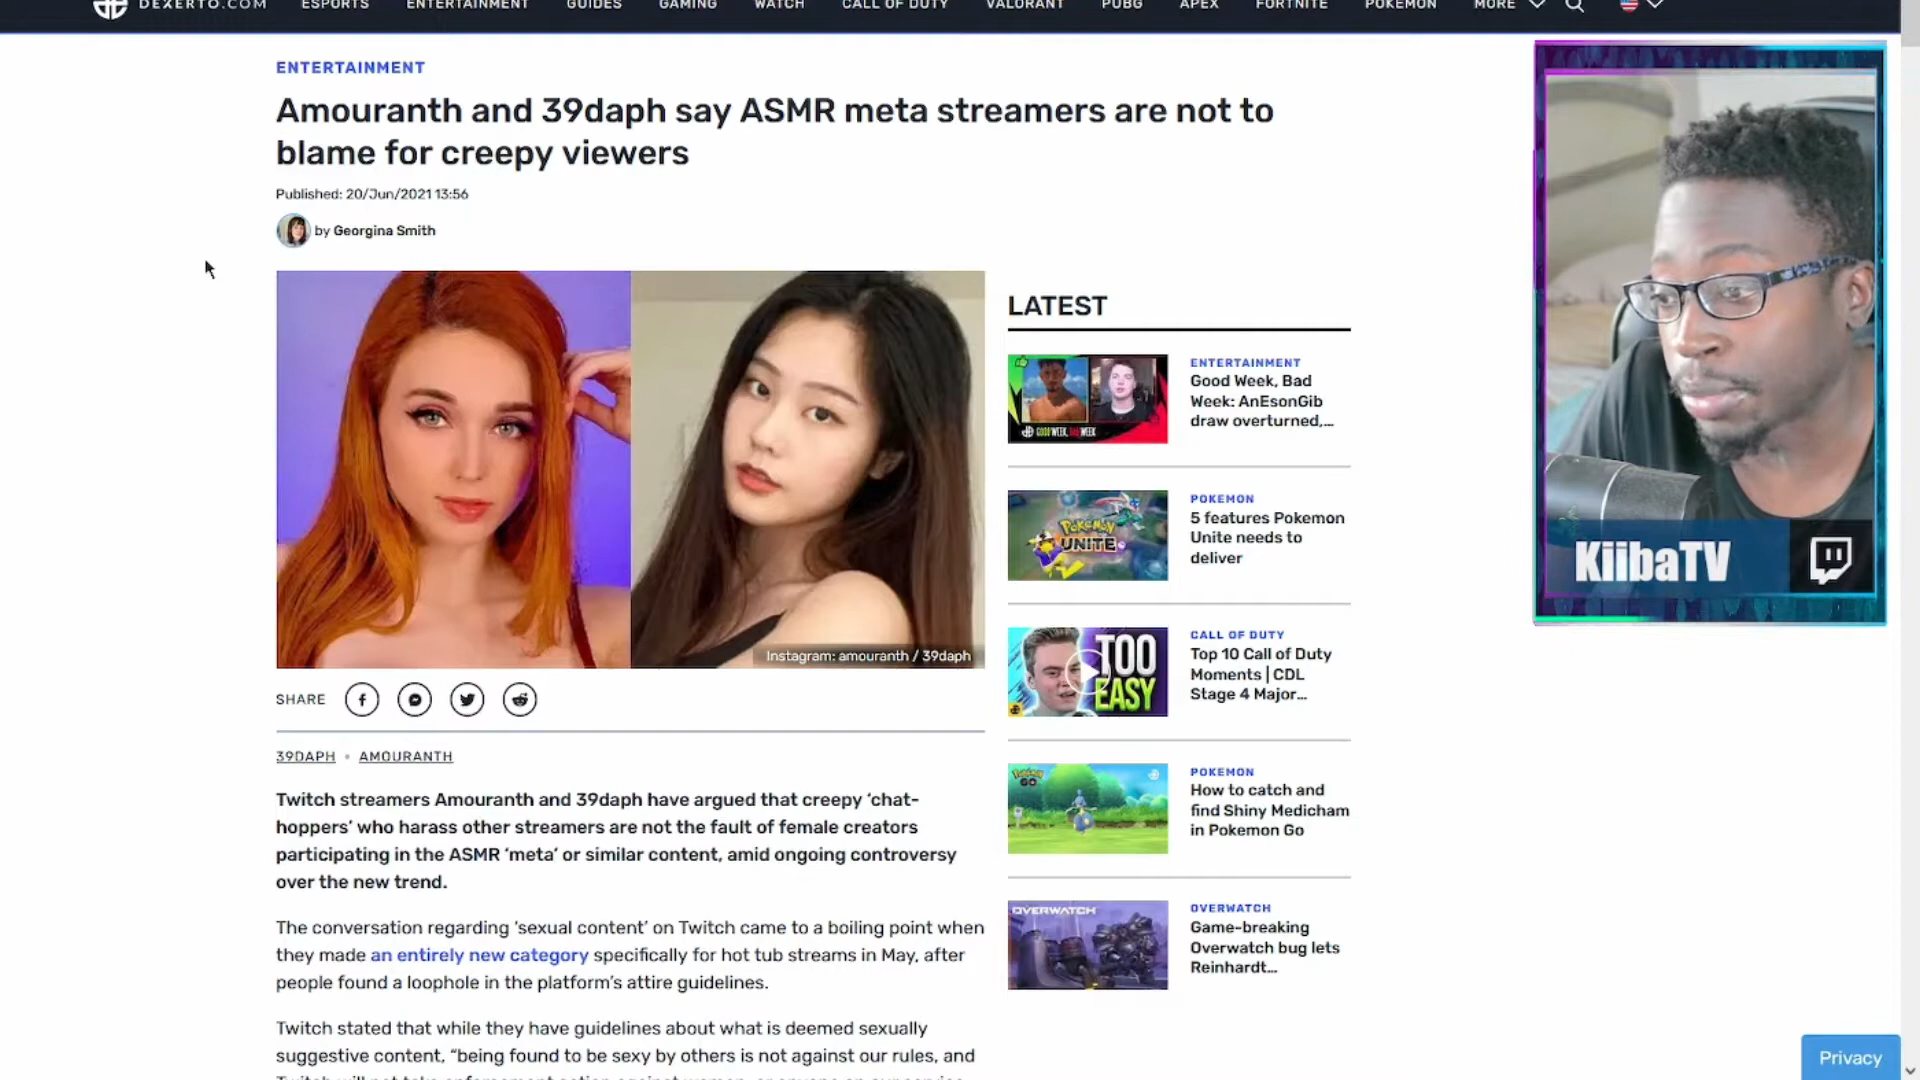 DEXERTO.COM
ESPORTS ENTERTAINMENT GUIDES GAMING WATCH CALL OF DUTY VALORANT PUBG APEX FORTNITE POKEMON MORE
ENTERTAINMENT
Amouranth and 39daph say ASMR meta streamers are not to
blame for creepy viewers
Published: 20/Jun/2021 13:56
by Georgina Smith
Instagram: amouranth / 39daph
SHARE
39DAPH • AMOURANTH
Twitch streamers Amouranth and 39daph have argued that creepy ‘chat-
hoppers’ who harass other streamers are not the fault of female creators
participating in the ASMR ‘meta’ or similar content, amid ongoing controversy
over the new trend.
The conversation regarding ‘sexual content’ on Twitch came to a boiling point when
they made an entirely new category specifically for hot tub streams in May, after
people found a loophole in the platform’s attire guidelines.
Twitch stated that while they have guidelines about what is deemed sexually
suggestive content, “being found to be sexy by others is not against our rules, and
LATEST
GOOD WEEK, BAD WEEK
ENTERTAINMENT
Good Week, Bad
Week: AnEsonGib
draw overturned,...
POKÉMON
UNITE
POKEMON
5 features Pokemon
Unite needs to
deliver
TOO
EASY
CALL OF DUTY
Top 10 Call of Duty
Moments | CDL
Stage 4 Major...
Pokémon
GO
POKEMON
How to catch and
find Shiny Medicham
in Pokemon Go
OVERWATCH
OVERWATCH
Game-breaking
Overwatch bug lets
Reinhardt...
KiibaTV
Privacy